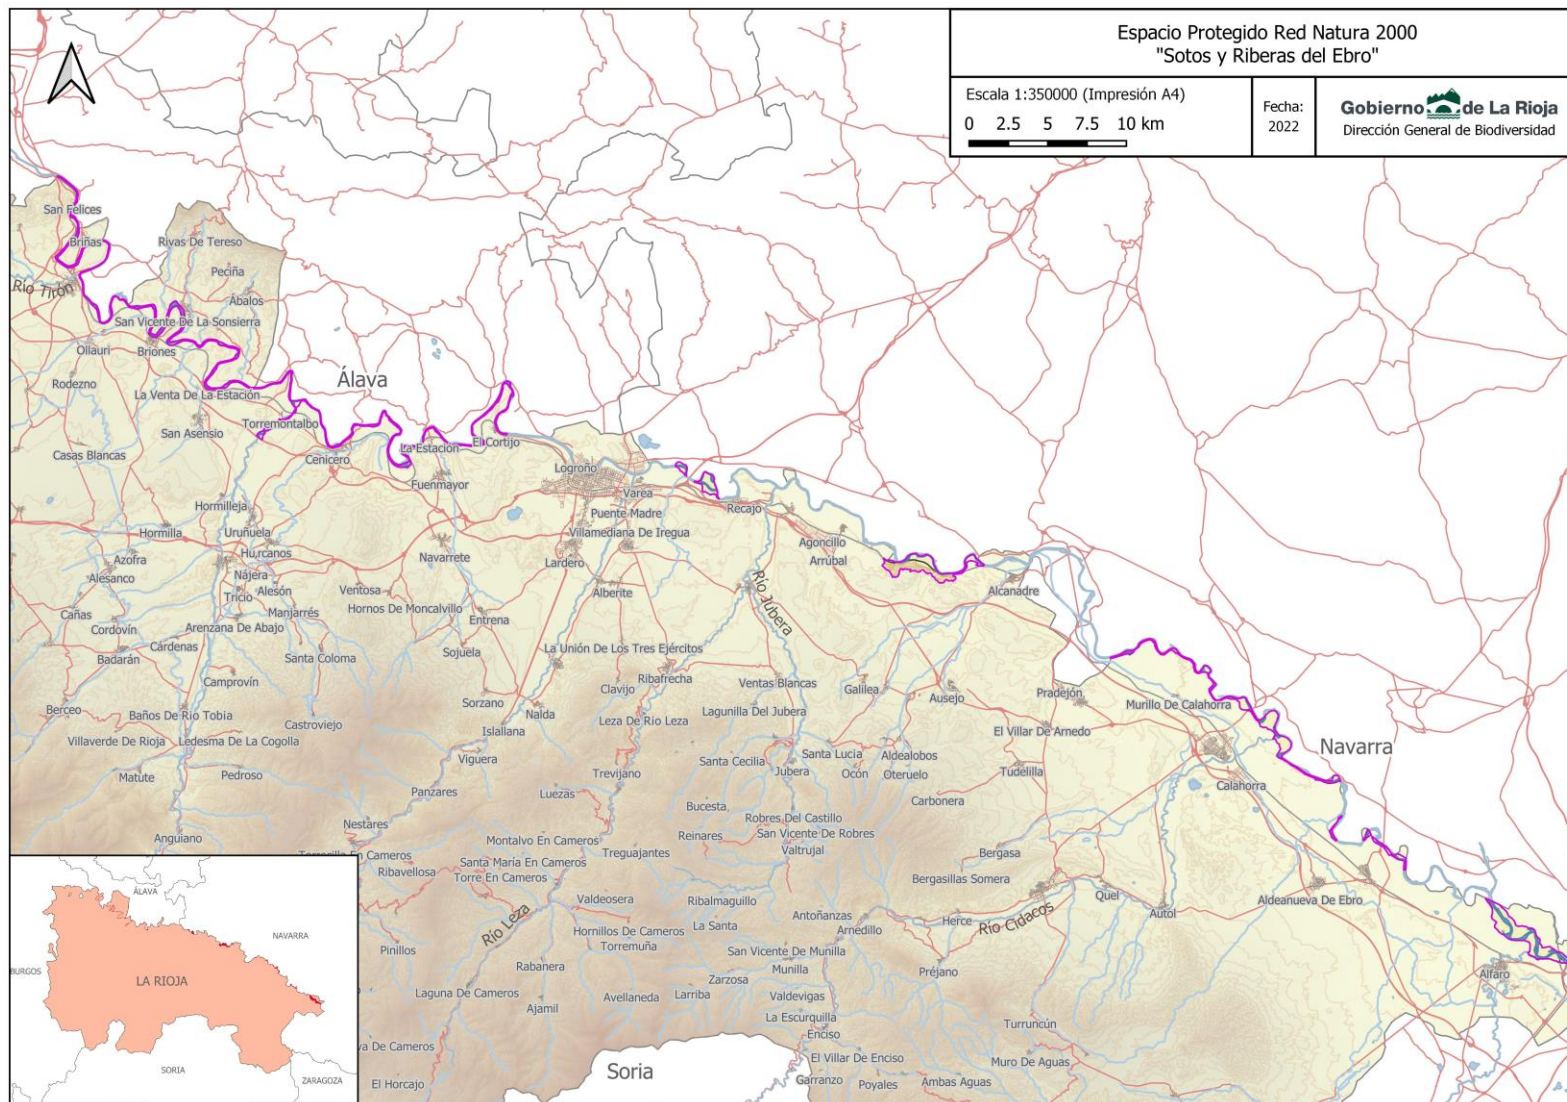 Espacio Protegido Red Natura 2000
"Sotos y Riberas del Ebro"
Escala 1:350000 (Impresión A4)
0 2.5 5 7.5 10 km
Fecha:
2022
Gobierno de La Rioja
Dirección General de Biodiversidad
San Felices
Briñas
Rivas De Tereso
Peciña
Río Tirón
Ábalos
San Vicente De La Sonsierra
Ollauri
Briones
Rodezno
Álava
La Venta De La Estación
Torremontalbo
San Asensio
Casas Blancas
Cenicero
La Estación
El Cortijo
Fuenmayor
Logroño
Varea
Recajo
Hormilleja
Puente Madre
Uruñuela
Villamediana De Iregua
Hormilla
Huércanos
Navarrete
Lardero
Agoncillo
Arrúbal
Azofra
Alesanco
Nájera
Alesón
Tricio
Ventosa
Alberite
Río Jubera
Alcanadre
Cañas
Manjarrés
Hornos De Moncalvillo
Cordovín
Arenzana De Abajo
Entrena
Cárdenas
Badarán
Santa Coloma
Sojuela
La Unión De Los Tres Ejércitos
Camprovín
Clavijo
Ribafrecha
Ventas Blancas
Galilea
Ausejo
Pradejón
Murillo De Calahorra
Berceo
Baños De Rio Tobia
Castroviejo
Sorzano
Nalda
Leza De Rio Leza
Lagunilla Del Jubera
El Villar De Arnedo
Navarra
Villaverde De Rioja
Ledesma De La Cogolla
Islallana
Santa Lucia
Aldealobos
Matute
Pedroso
Viguera
Trevijano
Santa Cecilia
Jubera
Ocón
Oteruelo
Tudelilla
Calahorra
Panzares
Luezas
Bucesta
Carbonera
Nestares
Robres Del Castillo
Anguiano
Montalvo En Cameros
Reinares
San Vicente De Robres
Valtrujal
Treguajantes
Bergasa
Santa María En Cameros
Ribavellosa
Torre En Cameros
Bergasillas Somera
Valdeosera
Ribalmaguillo
Antoñanzas
Quel
Aldeanueva De Ebro
Río Leza
Hornillos De Cameros
La Santa
Arnedillo
Herce
Río Cidacos
Autol
Pinillos
Torremuña
San Vicente De Munilla
Rabanera
Munilla
Préjano
Alfaro
Zarzosa
Laguna De Cameros
Avellaneda
Larriba
Valdevigas
Ajamil
La Escurquilla
Turruncún
Enciso
El Villar De Enciso
Muro De Aguas
Soria
El Horcajo
Garranzo
Poyales
Ambas Aguas
ÁLAVA
NAVARRA
BURGOS
LA RIOJA
SORIA
ZARAGOZA